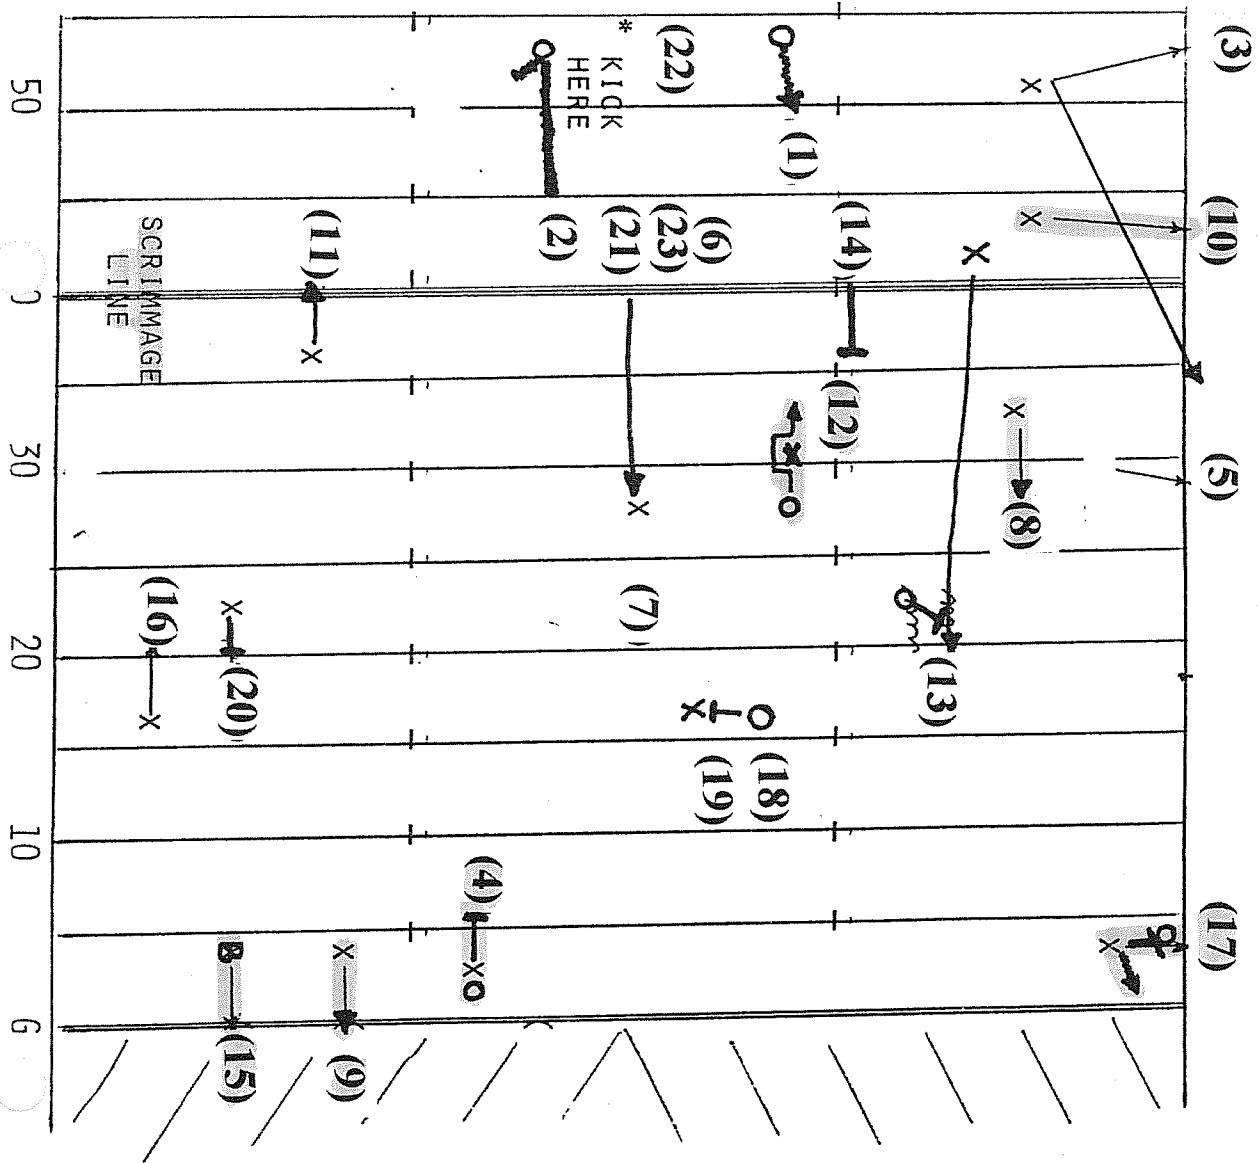 (3) (10) (5) (17)
X
X X X (8)
X
O (13)
(14) (12)
O (1) X O
O (18)
(6) X (19)
(22) (23)
* (21) X (7)
KICK
HERE
O (2)
(4) X O
X (9)
(11) X
X (20) B (15)
(16) X
SCRIMMAGE
LINE
50 0 30 20 10 G